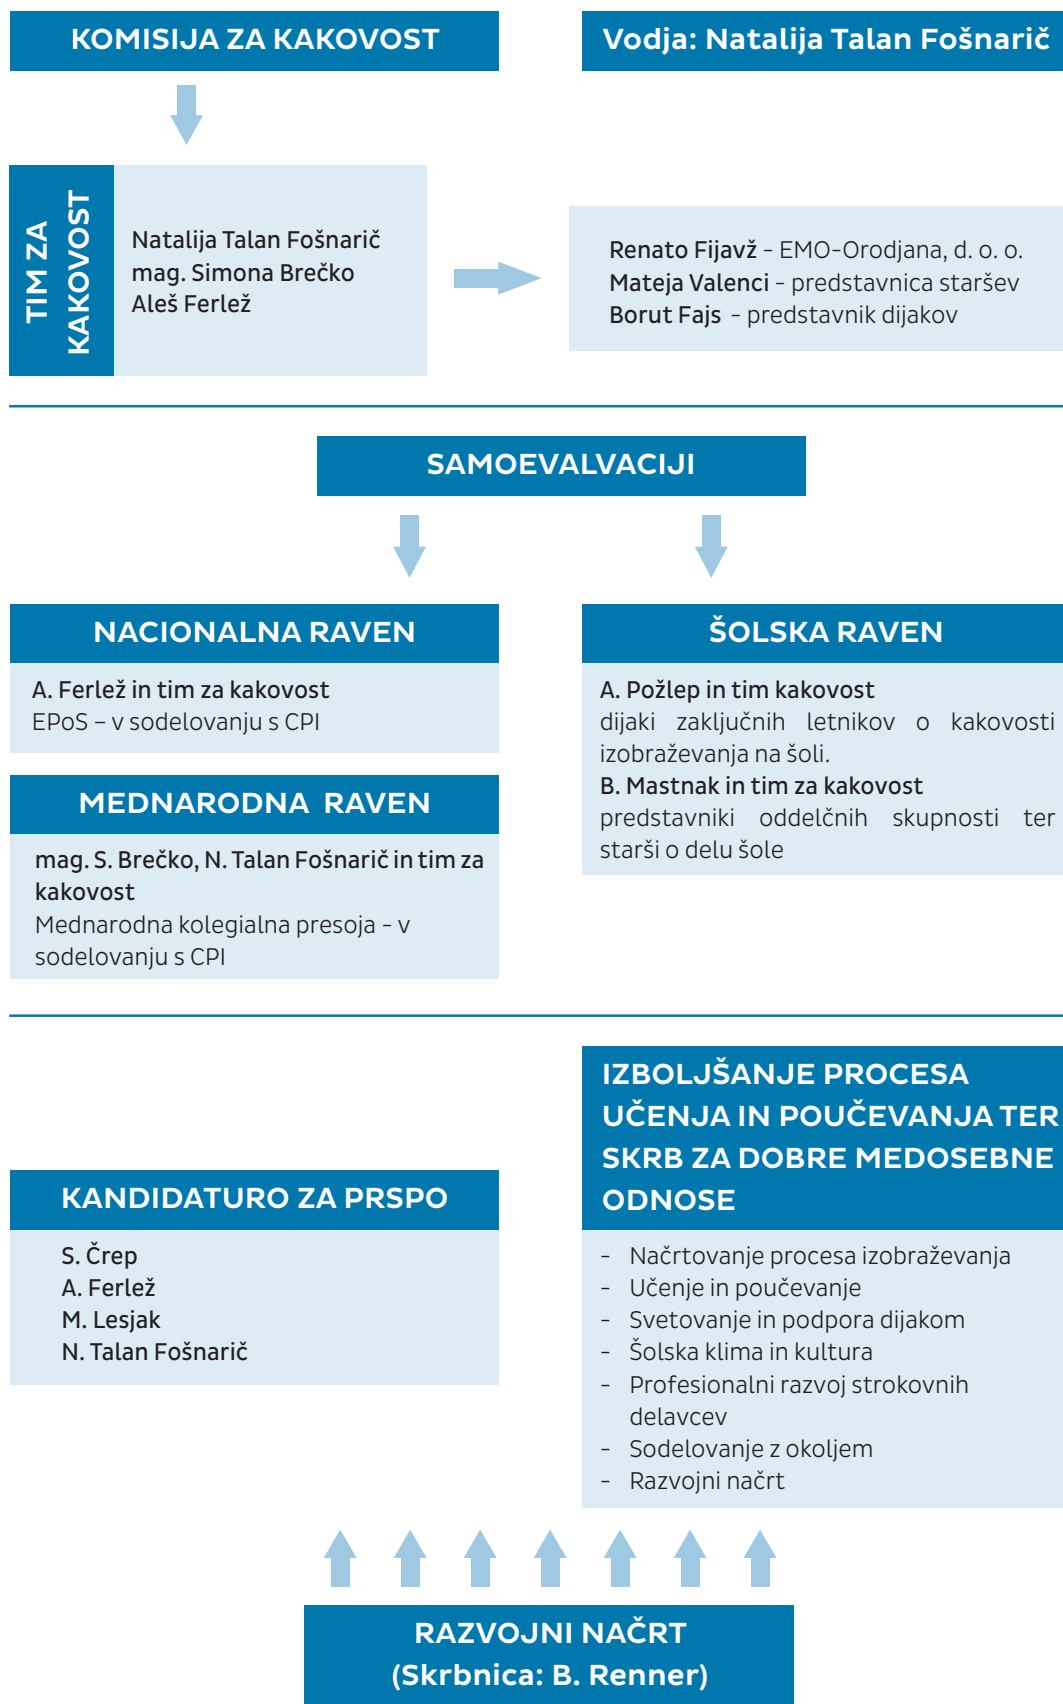 KOMISIJA ZA KAKOVOST
Vodja: Natalija Talan Fošnarič
TIM ZA
KAKOVOST
Natalija Talan Fošnarič
mag. Simona Brečko
Aleš Ferlež
Renato Fijavž - EMO-Orodjana, d. o. o.
Mateja Valenci - predstavnica staršev
Borut Fajs - predstavnik dijakov
SAMOEVALVACIJI
NACIONALNA RAVEN
A. Ferlež in tim za kakovost
EPoS – v sodelovanju s CPI
MEDNARODNA RAVEN
mag. S. Brečko, N. Talan Fošnarič in tim za
kakovost
Mednarodna kolegialna presoja - v
sodelovanju s CPI
ŠOLSKA RAVEN
A. Požlep in tim kakovost
dijaki zaključnih letnikov o kakovosti
izobraževanja na šoli.
B. Mastnak in tim za kakovost
predstavniki oddelčnih skupnosti ter
starši o delu šole
KANDIDATURO ZA PRSPO
S. Črep
A. Ferlež
M. Lesjak
N. Talan Fošnarič
IZBOLJŠANJE PROCESA
UČENJA IN POUČEVANJA TER
SKRB ZA DOBRE MEDOSEBNE
ODNOSE
- Načrtovanje procesa izobraževanja
- Učenje in poučevanje
- Svetovanje in podpora dijakom
- Šolska klima in kultura
- Profesionalni razvoj strokovnih
delavcev
- Sodelovanje z okoljem
- Razvojni načrt
RAZVOJNI NAČRT
(Skrbnica: B. Renner)